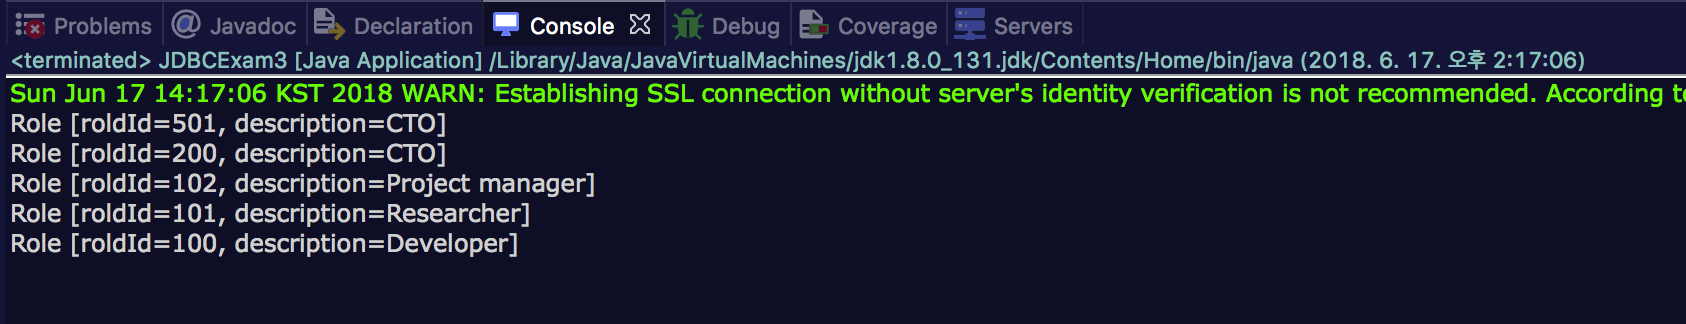 Problems Javadoc Declaration Console Debug Coverage Servers
<terminated> JDBCExam3 [Java Application] /Library/Java/JavaVirtualMachines/jdk1.8.0_131.jdk/Contents/Home/bin/java (2018. 6. 17. 오후 2:17:06)
Sun Jun 17 14:17:06 KST 2018 WARN: Establishing SSL connection without server's identity verification is not recommended. According to
Role [roldId=501, description=CTO]
Role [roldId=200, description=CTO]
Role [roldId=102, description=Project manager]
Role [roldId=101, description=Researcher]
Role [roldId=100, description=Developer]